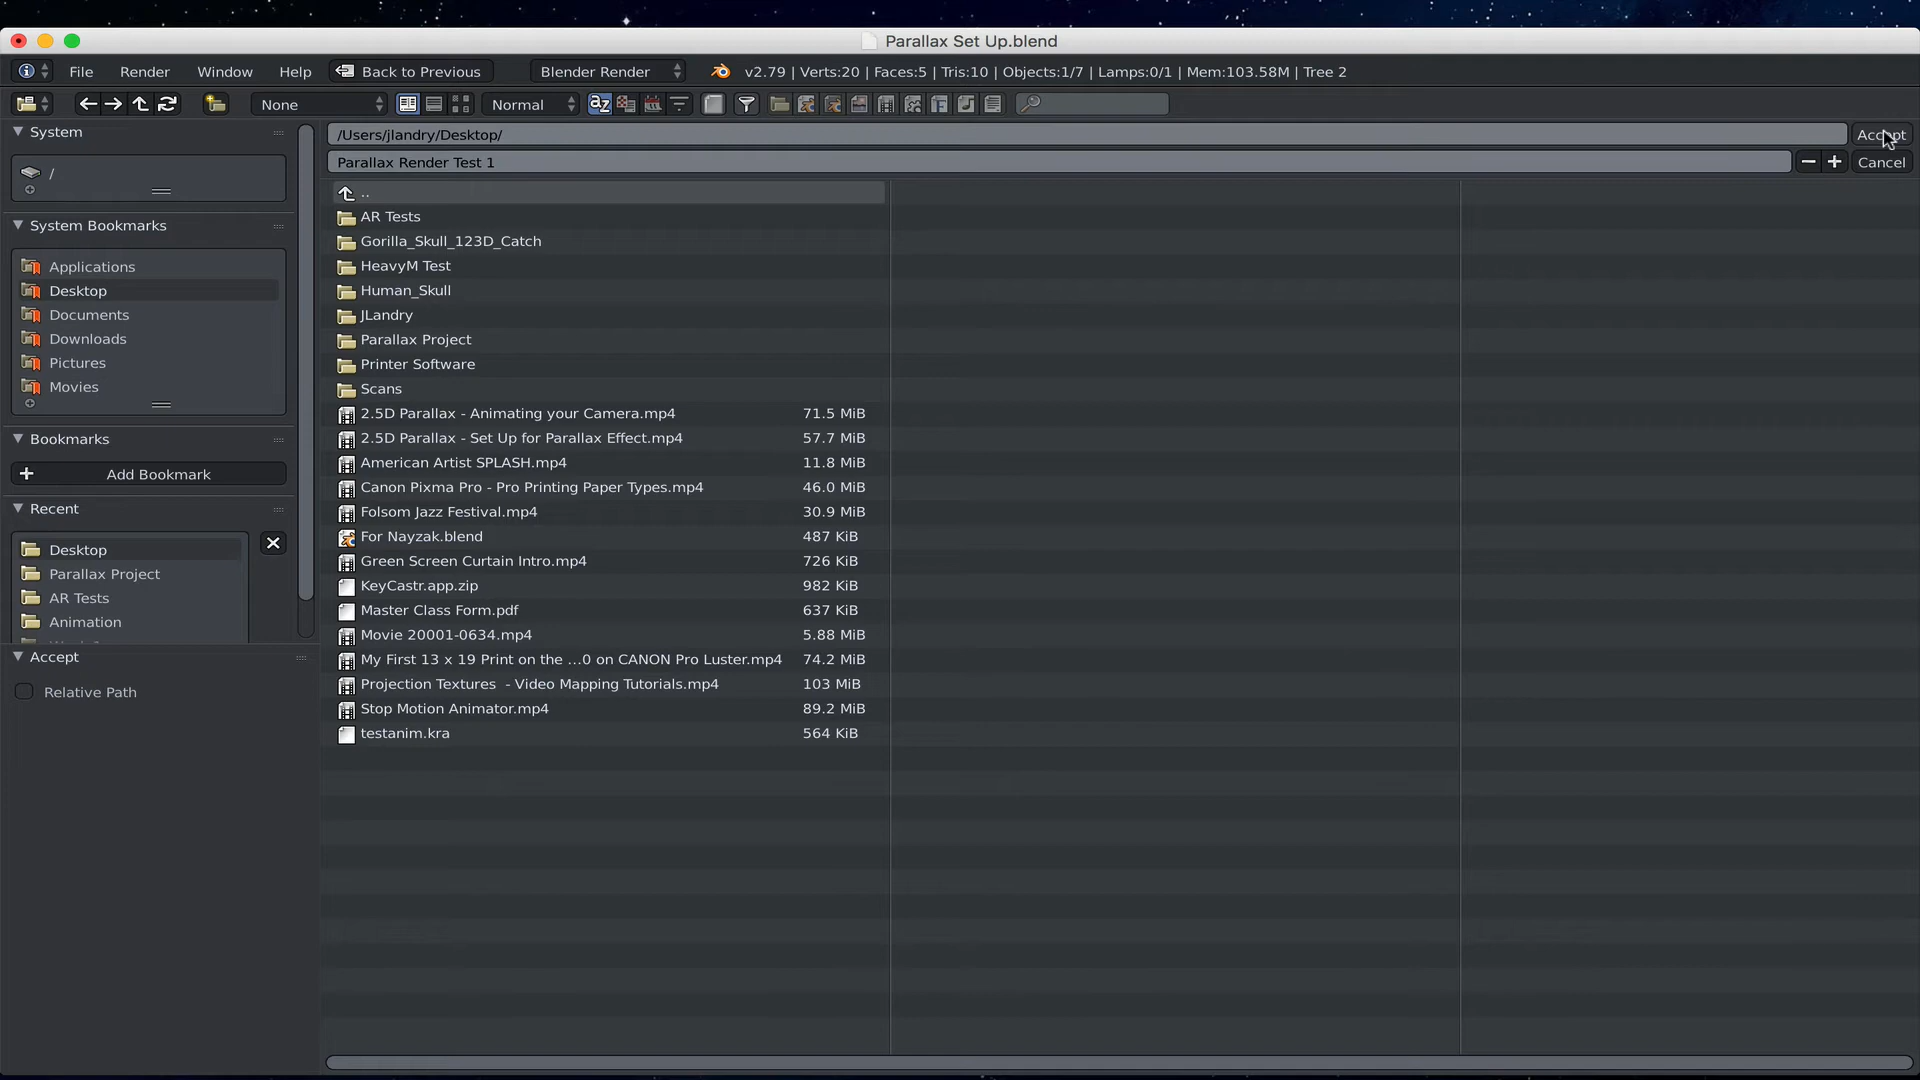 Parallax Set Up.blend
File Render Window Help Back to Previous Blender Render v2.79 | Verts:20 | Faces:5 | Tris:10 | Objects:1/7 | Lamps:0/1 | Mem:103.58M | Tree 2
None Normal
System
/
System Bookmarks
Applications
Desktop
Documents
Downloads
Pictures
Movies
Bookmarks
Add Bookmark
Recent
Desktop
Parallax Project
AR Tests
Animation
Accept
Relative Path
/Users/jlandry/Desktop/ Accept
Parallax Render Test 1 Cancel
..
AR Tests
Gorilla_Skull_123D_Catch
HeavyM Test
Human_Skull
JLandry
Parallax Project
Printer Software
Scans
2.5D Parallax - Animating your Camera.mp4 71.5 MiB
2.5D Parallax - Set Up for Parallax Effect.mp4 57.7 MiB
American Artist SPLASH.mp4 11.8 MiB
Canon Pixma Pro - Pro Printing Paper Types.mp4 46.0 MiB
Folsom Jazz Festival.mp4 30.9 MiB
For Nayzak.blend 487 KiB
Green Screen Curtain Intro.mp4 726 KiB
KeyCastr.app.zip 982 KiB
Master Class Form.pdf 637 KiB
Movie 20001-0634.mp4 5.88 MiB
My First 13 x 19 Print on the ...0 on CANON Pro Luster.mp4 74.2 MiB
Projection Textures  - Video Mapping Tutorials.mp4 103 MiB
Stop Motion Animator.mp4 89.2 MiB
testanim.kra 564 KiB